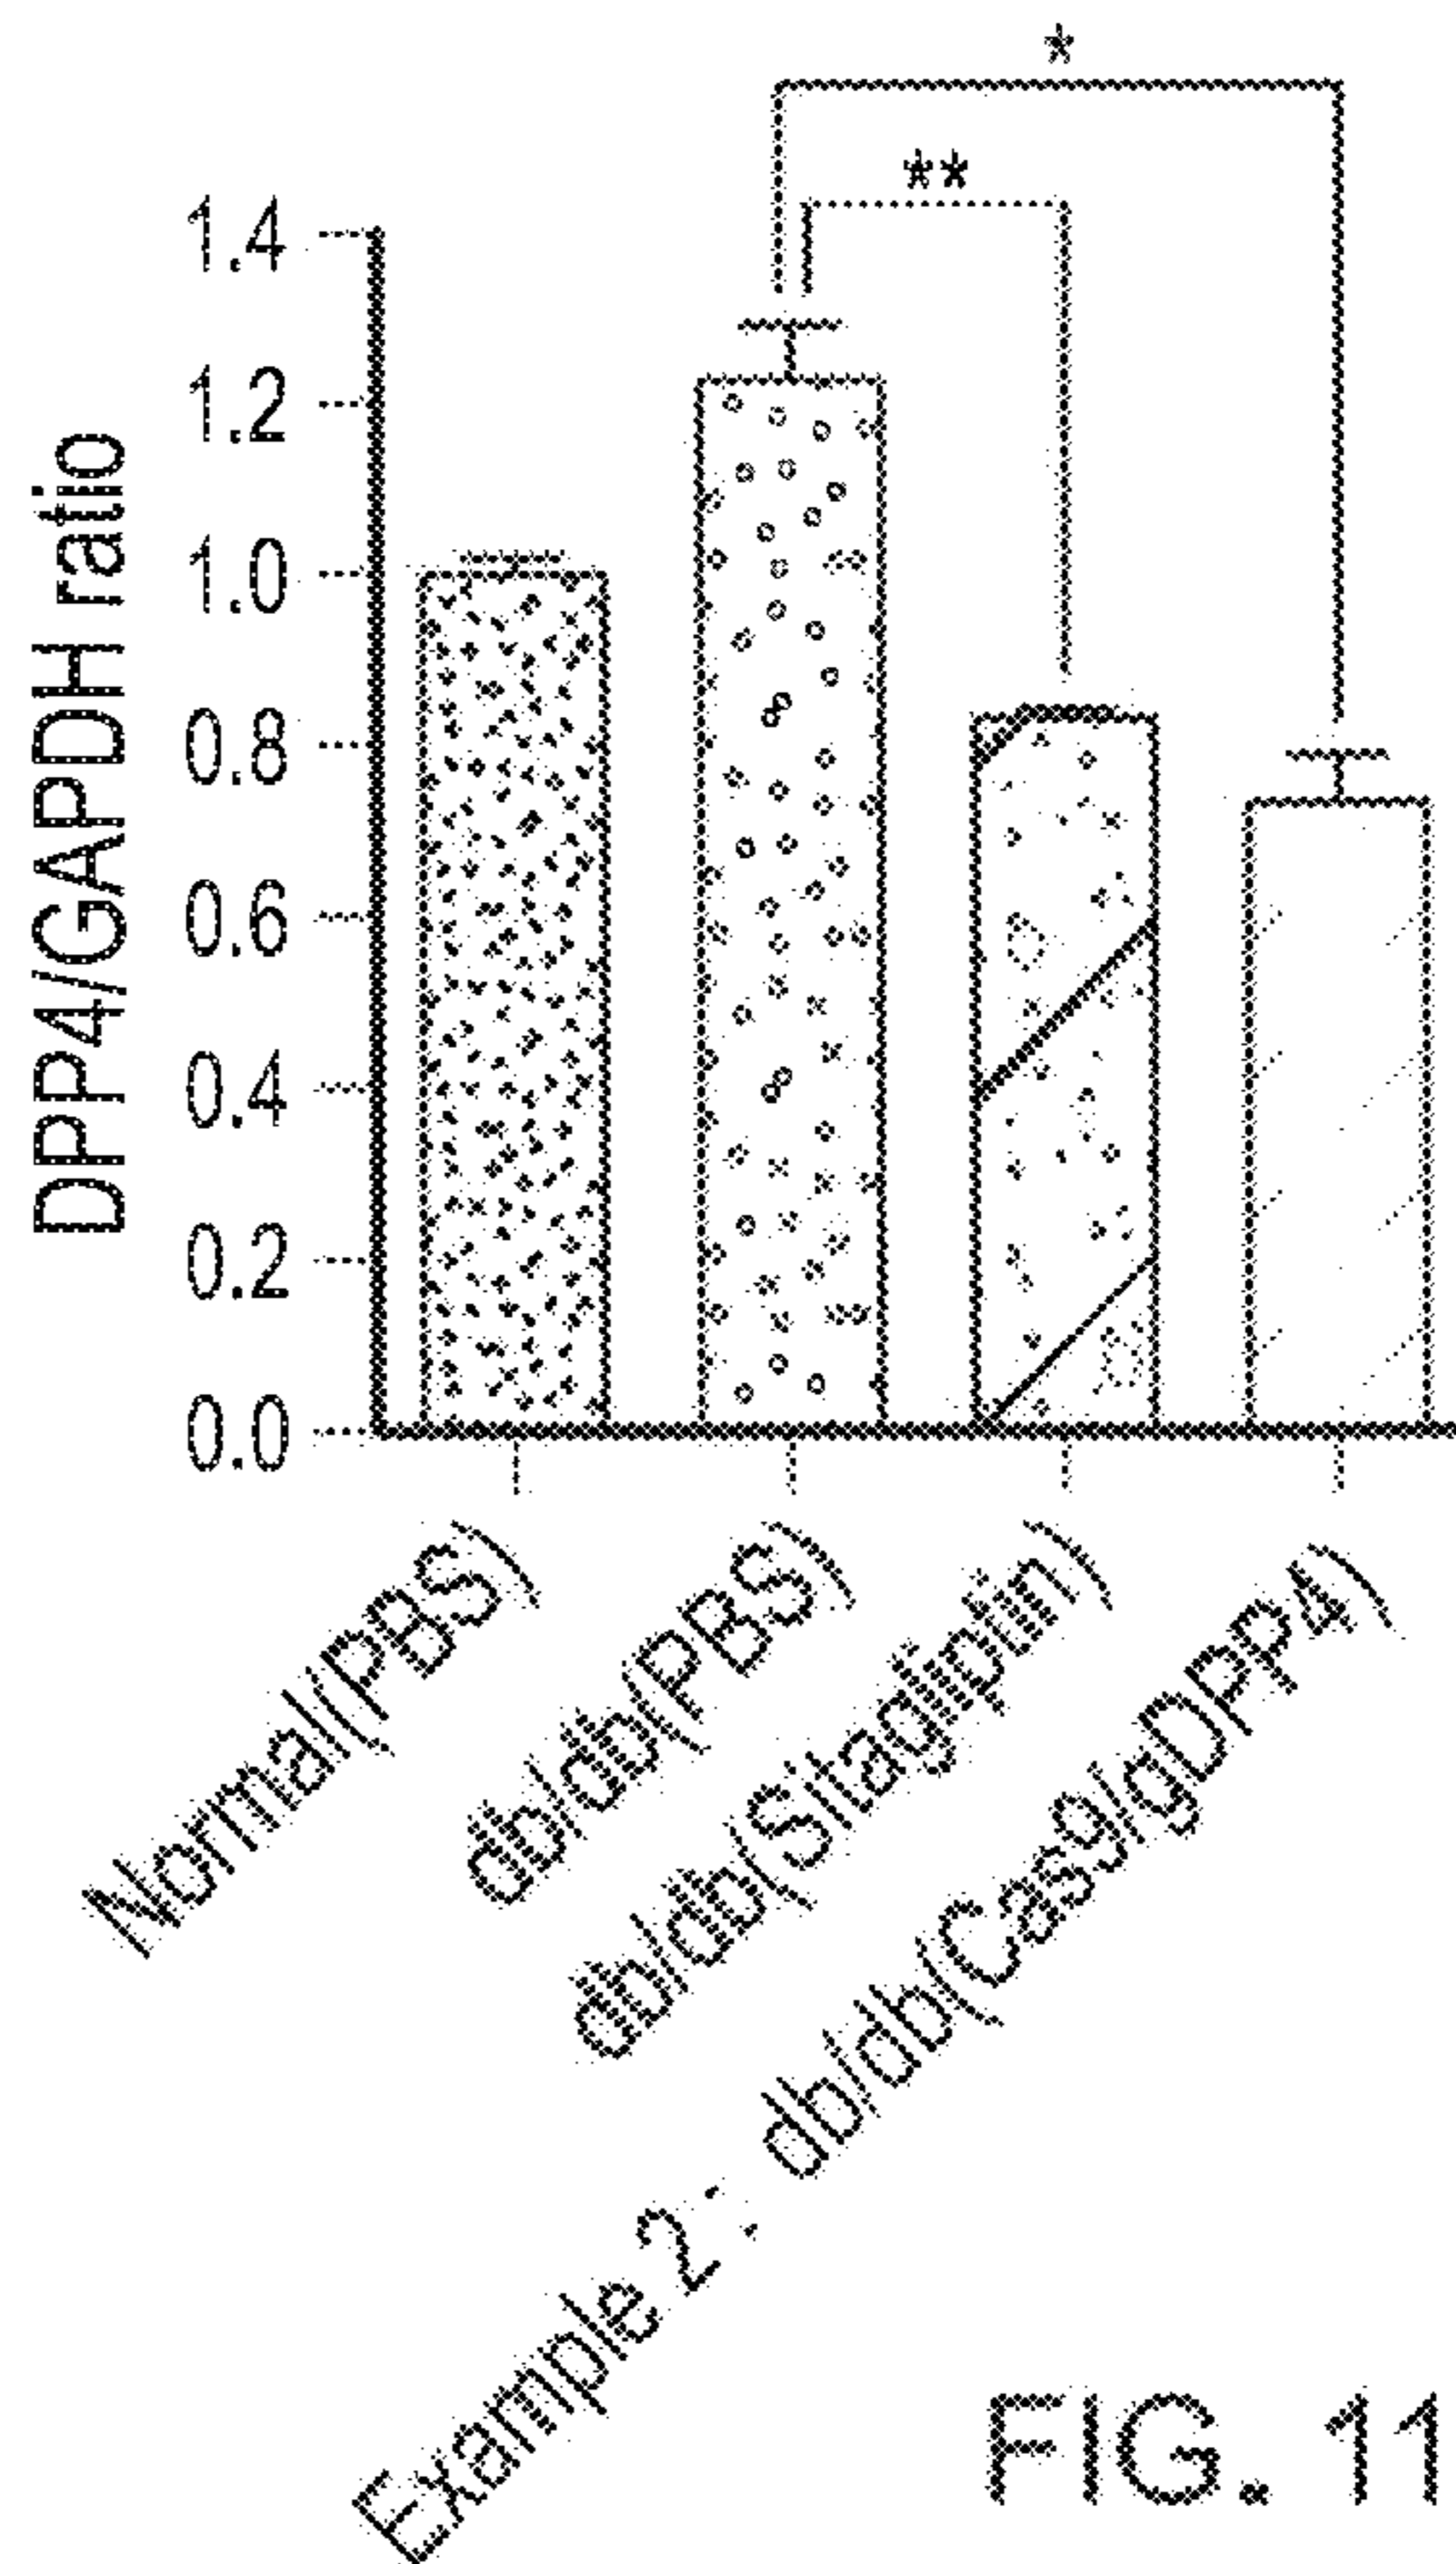 *
**
1.4
1.2
1.0
0.8
0.6
0.4
0.2
0.0
DPP4/GAPDH ratio
Normal(PBS)
db/db(PBS)
db/db(Sitagliptin)
Example 2 : db/db(Cas9/gDPP4)
FIG. 11